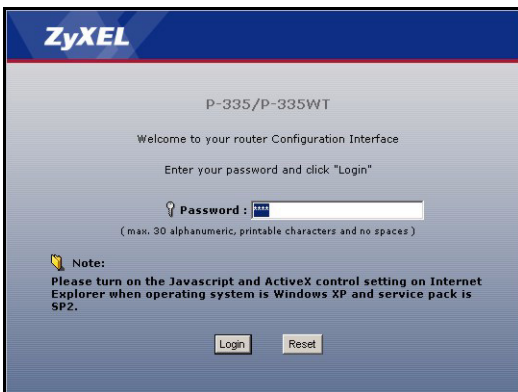 ZyXEL
P-335/P-335WT
Welcome to your router Configuration Interface
Enter your password and click "Login"
Password : ****
( max. 30 alphanumeric, printable characters and no spaces )
Note:
Please turn on the Javascript and ActiveX control setting on Internet
Explorer when operating system is Windows XP and service pack is
SP2.
Login Reset